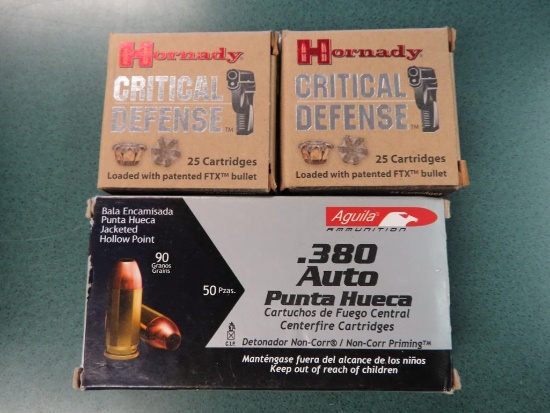 Hornady
CRITICAL
DEFENSE™
25 Cartridges
Loaded with patented FTX™ bullet
Hornady
CRITICAL
DEFENSE™
25 Cartridges
Loaded with patented FTX™ bullet
Bala Encamisada
Punta Hueca
Jacketed
Hollow Point
90
Granos
Grains
50 Pzas.
C.I.P.
Aguila
AMMUNITION
.380
Auto
Punta Hueca
Cartuchos de Fuego Central
Centerfire Cartridges
Detonador Non-Corr® / Non-Corr Priming™
Manténgase fuera del alcance de los niños
Keep out of reach of children